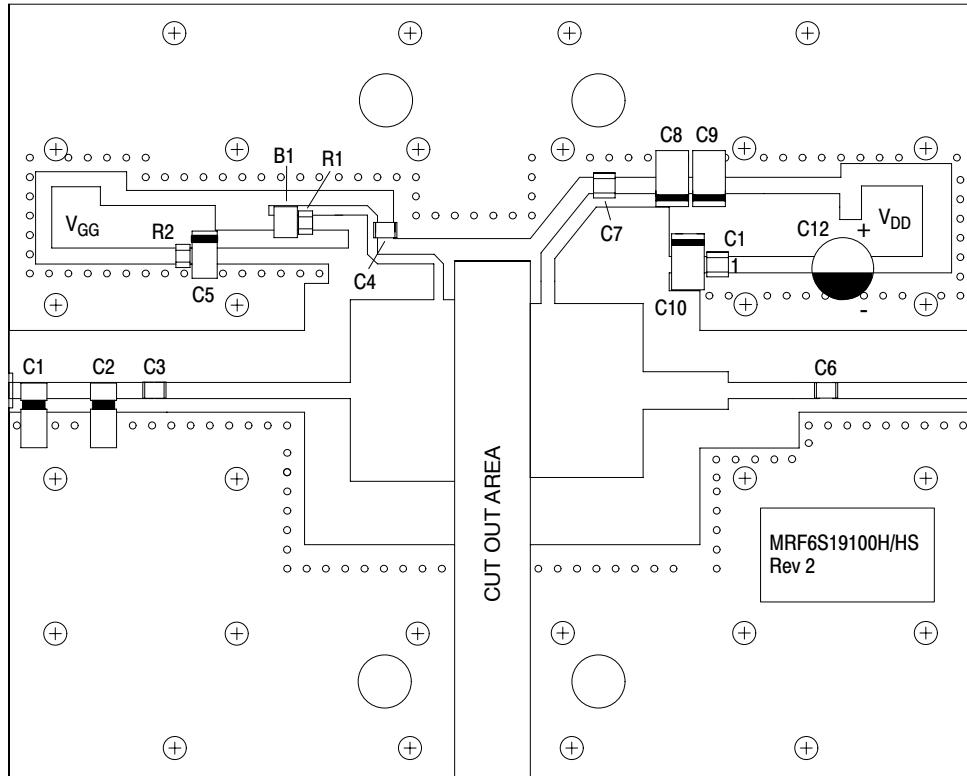 C8 C9
B1 R1
VGG
R2
C5
C4
C7
C1
1
C10
C12
+
VDD
-
C1 C2 C3
C6
CUT OUT AREA
MRF6S19100H/HS
Rev 2